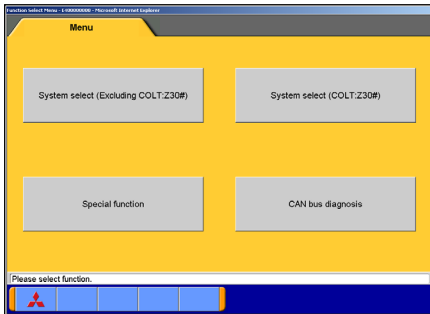 Function Select Menu - E400000000 - Microsoft Internet Explorer
Menu
System select (Excluding COLT:Z30#)
System select (COLT:Z30#)
Special function
CAN bus diagnosis
Please select function.